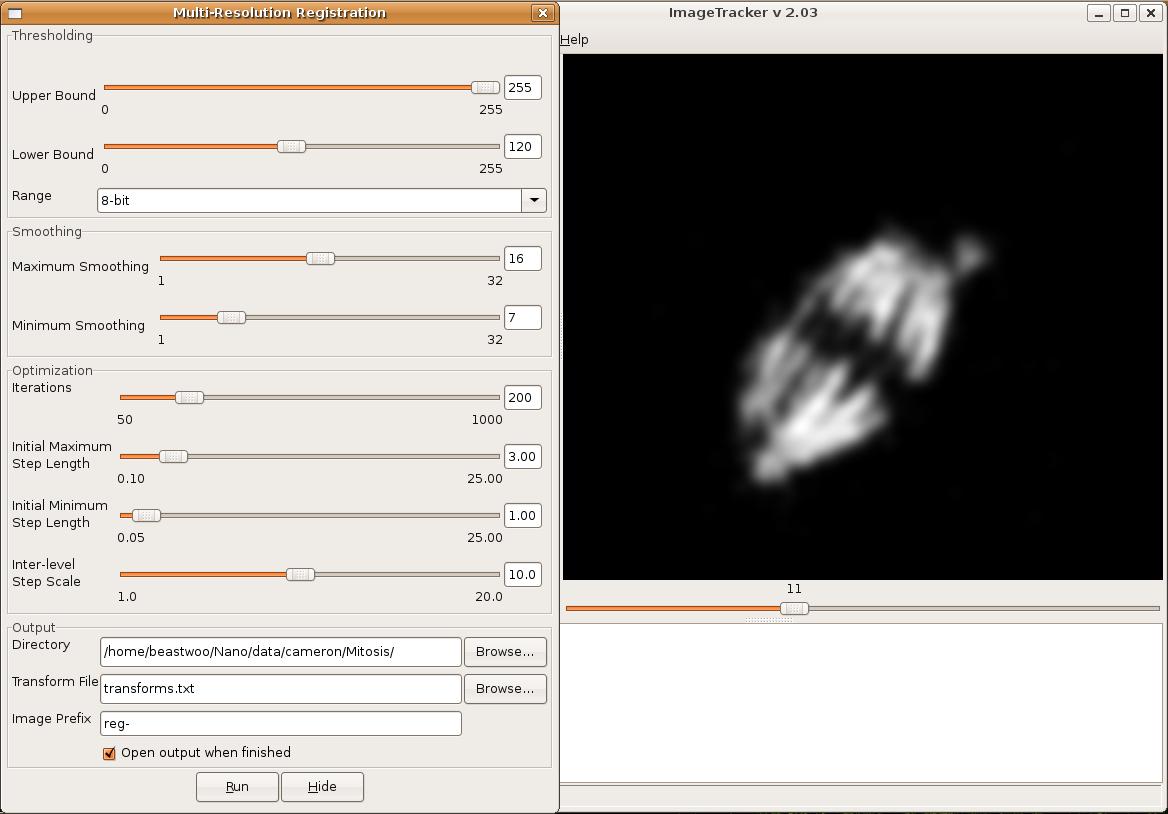 Multi-Resolution Registration
Thresholding
Upper Bound
255
0
255
Lower Bound
120
0
255
Range
8-bit
Smoothing
Maximum Smoothing
16
1
32
Minimum Smoothing
7
1
32
Optimization
Iterations
200
50
1000
Initial Maximum
Step Length
3.00
0.10
25.00
Initial Minimum
Step Length
1.00
0.05
25.00
Inter-level
Step Scale
10.0
1.0
20.0
Output
Directory
/home/beastwoo/Nano/data/cameron/Mitosis/
Browse...
Transform File
transforms.txt
Browse...
Image Prefix
reg-
Open output when finished
Run
Hide
ImageTracker v 2.03
Help
11